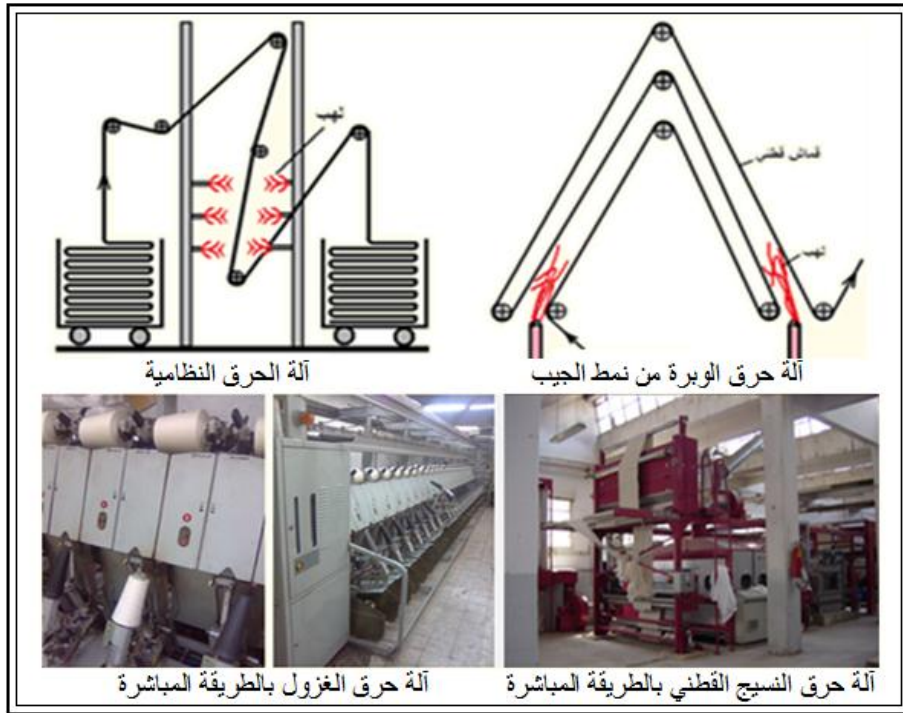 لهب
آلة الحرق النظامية
قماش قطني
لهب
آلة حرق الوبرة من نمط الجيب
آلة حرق الغزول بالطريقة المباشرة
آلة حرق النسيج القطني بالطريقة المباشرة